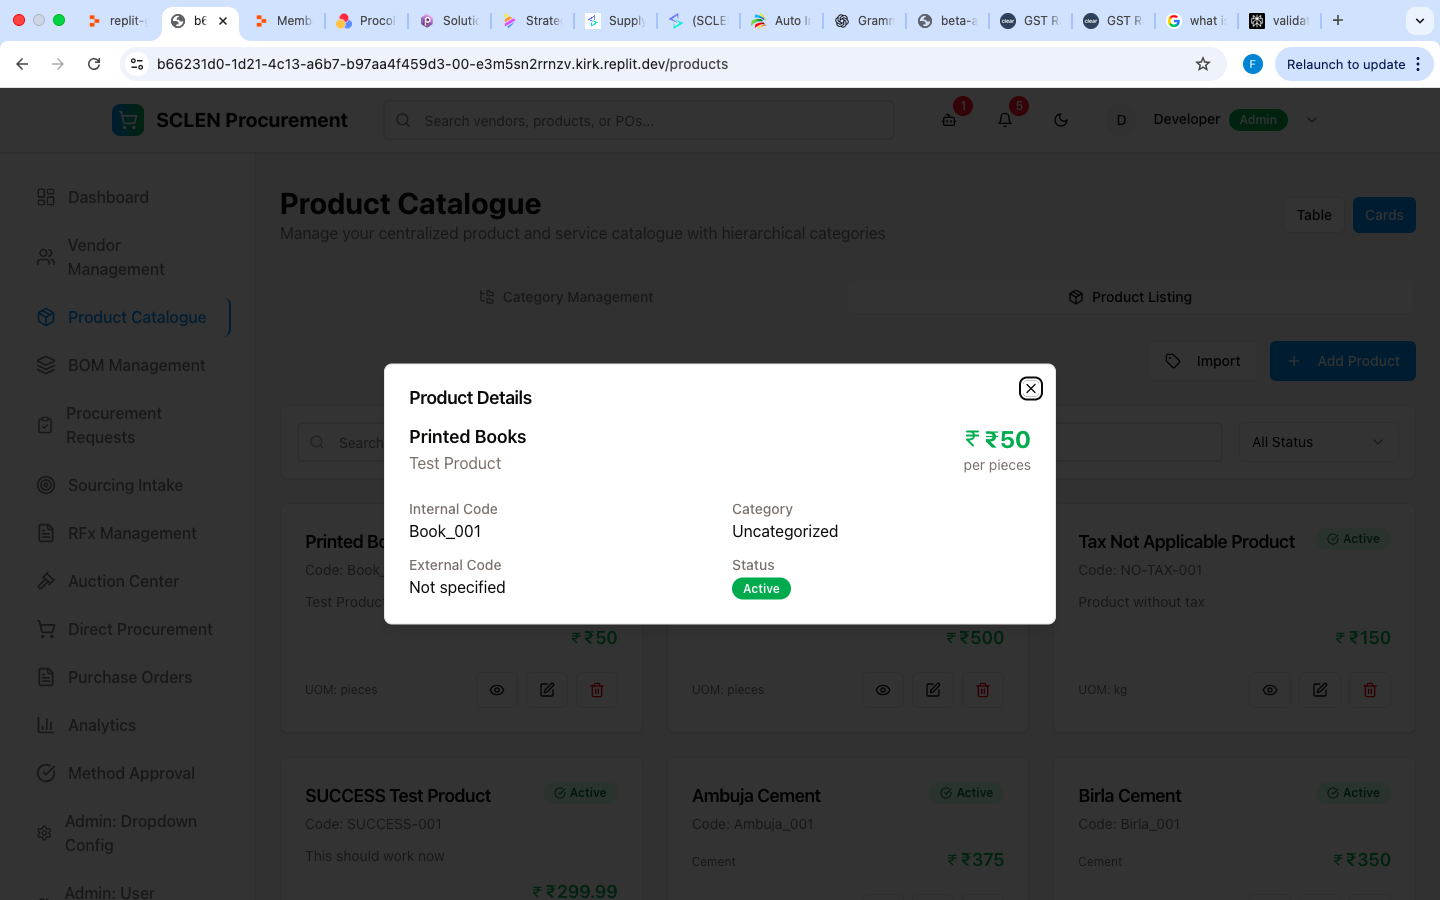 replit-
b6
Memb
Procol
Solutio
Strate
Supply
(SCLE
Auto I
Gramm
beta-a
GST R
GST R
what i
validat
b66231d0-1d21-4c13-a6b7-b97aa4f459d3-00-e3m5sn2rrnzv.kirk.replit.dev/products
F
Relaunch to update
SCLEN Procurement
Search vendors, products, or POs...
1
5
D
Developer
Admin
Dashboard
Vendor
Management
Product Catalogue
BOM Management
Procurement
Requests
Sourcing Intake
RFx Management
Auction Center
Direct Procurement
Purchase Orders
Analytics
Method Approval
Admin: Dropdown
Config
Admin: User
Product Catalogue
Manage your centralized product and service catalogue with hierarchical categories
Table
Cards
Category Management
Product Listing
Import
Add Product
Search
All Status
Product Details
Printed Books
₹ ₹50
Test Product
per pieces
Internal Code
Book_001
Category
Uncategorized
External Code
Not specified
Status
Active
Printed Bo
Code: Book_
Test Produc
₹ ₹50
UOM: pieces
₹ ₹500
UOM: pieces
Tax Not Applicable Product
Active
Code: NO-TAX-001
Product without tax
₹ ₹150
UOM: kg
SUCCESS Test Product
Active
Code: SUCCESS-001
This should work now
₹ ₹299.99
Ambuja Cement
Active
Code: Ambuja_001
Cement
₹ ₹375
Birla Cement
Active
Code: Birla_001
Cement
₹ ₹350